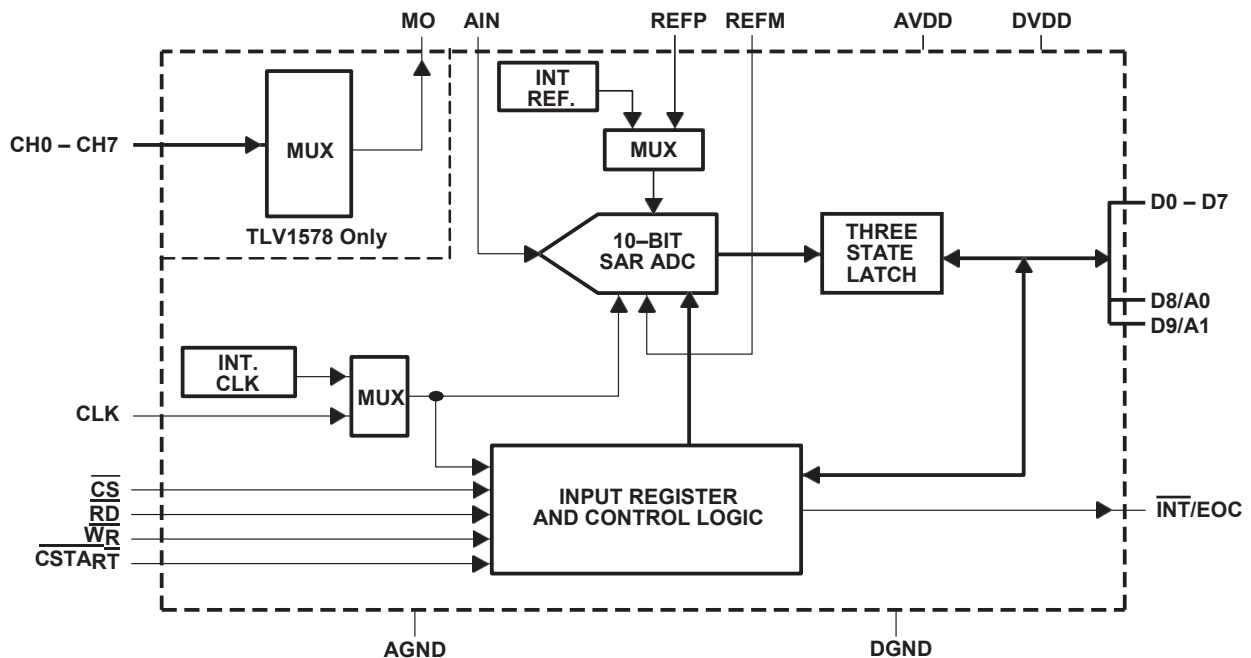 MO AIN REFP REFM AVDD DVDD
INT
REF.
CH0 – CH7
MUX
MUX
TLV1578 Only
10–BIT
SAR ADC
THREE
STATE
LATCH
D0 – D7
D8/A0
D9/A1
INT.
CLK
MUX
CLK
CS
RD
WR
CSTART
INPUT REGISTER
AND CONTROL LOGIC
INT/EOC
AGND DGND